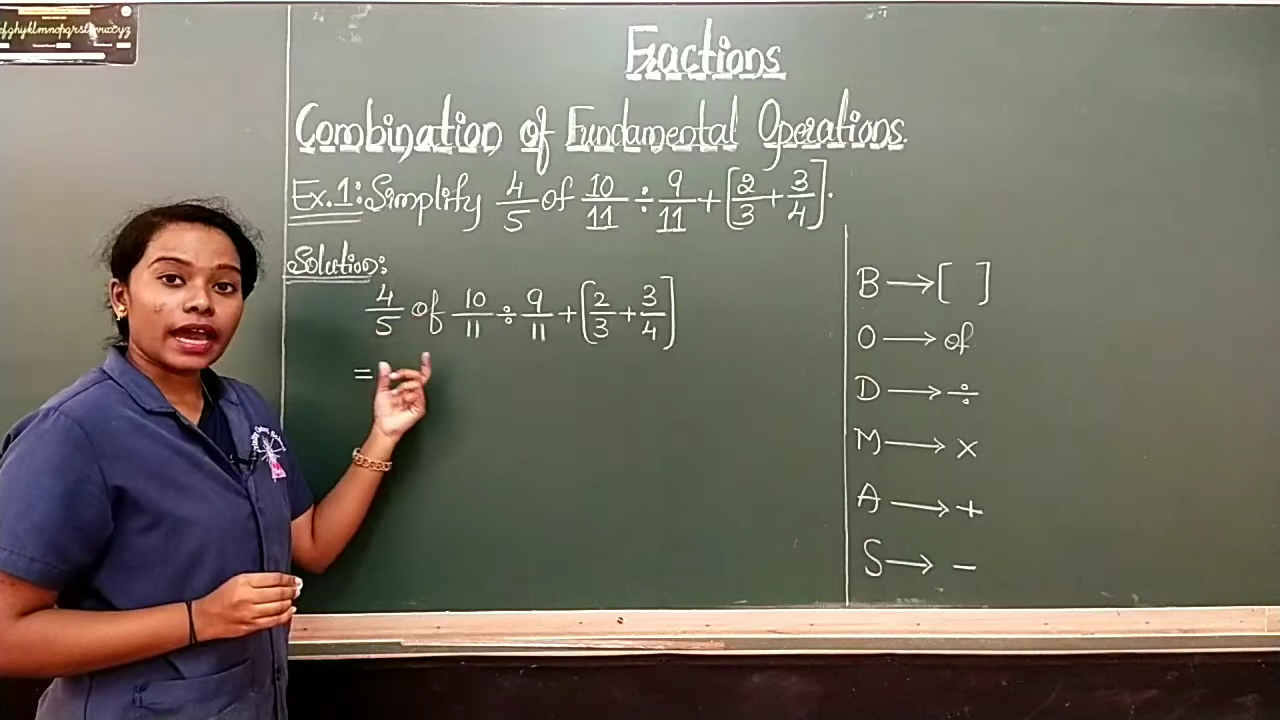 efghyklmnopqrstuvwxyz
Fractions
Combination of Fundamental Operations.
Ex.1: Simplify 4/5 of 10/11 ÷ 9/11 + [2/3 + 3/4].
Solution:
4/5 of 10/11 ÷ 9/11 + [2/3 + 3/4]
=
B → [ ]
O → of
D → ÷
M → ×
A → +
S → −